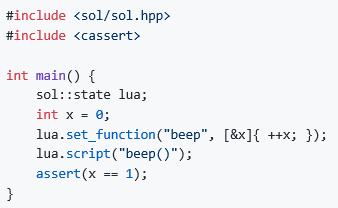 #include <sol/sol.hpp>
#include <cassert>
int main() {
    sol::state lua;
    int x = 0;
    lua.set_function("beep", [&x]{ ++x; });
    lua.script("beep()");
    assert(x == 1);
}